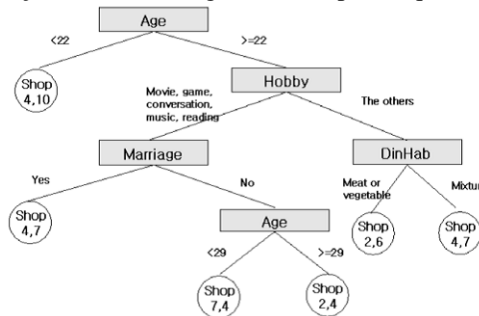 Age
<22
>=22
Shop
4,10
Hobby
Movie, game,
conversation,
music, reading
The others
Marriage
DinHab
Yes
No
Meat or
vegetable
Mixtur
Shop
4,7
Age
Shop
2,6
Shop
4,7
<29
>=29
Shop
7,4
Shop
2,4